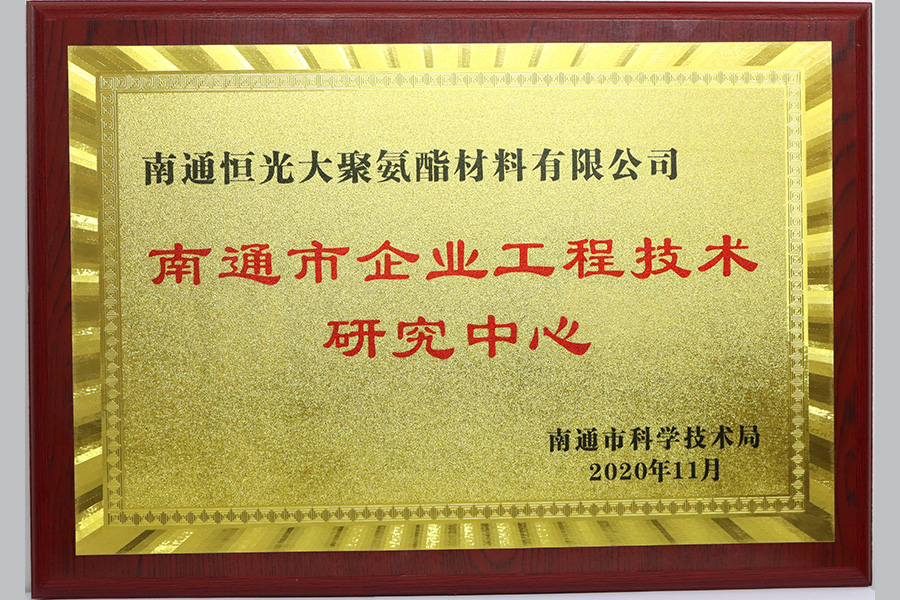 南通恒光大聚氨酯材料有限公司
南通市企业工程技术
研究中心
南通市科学技术局
2020年11月